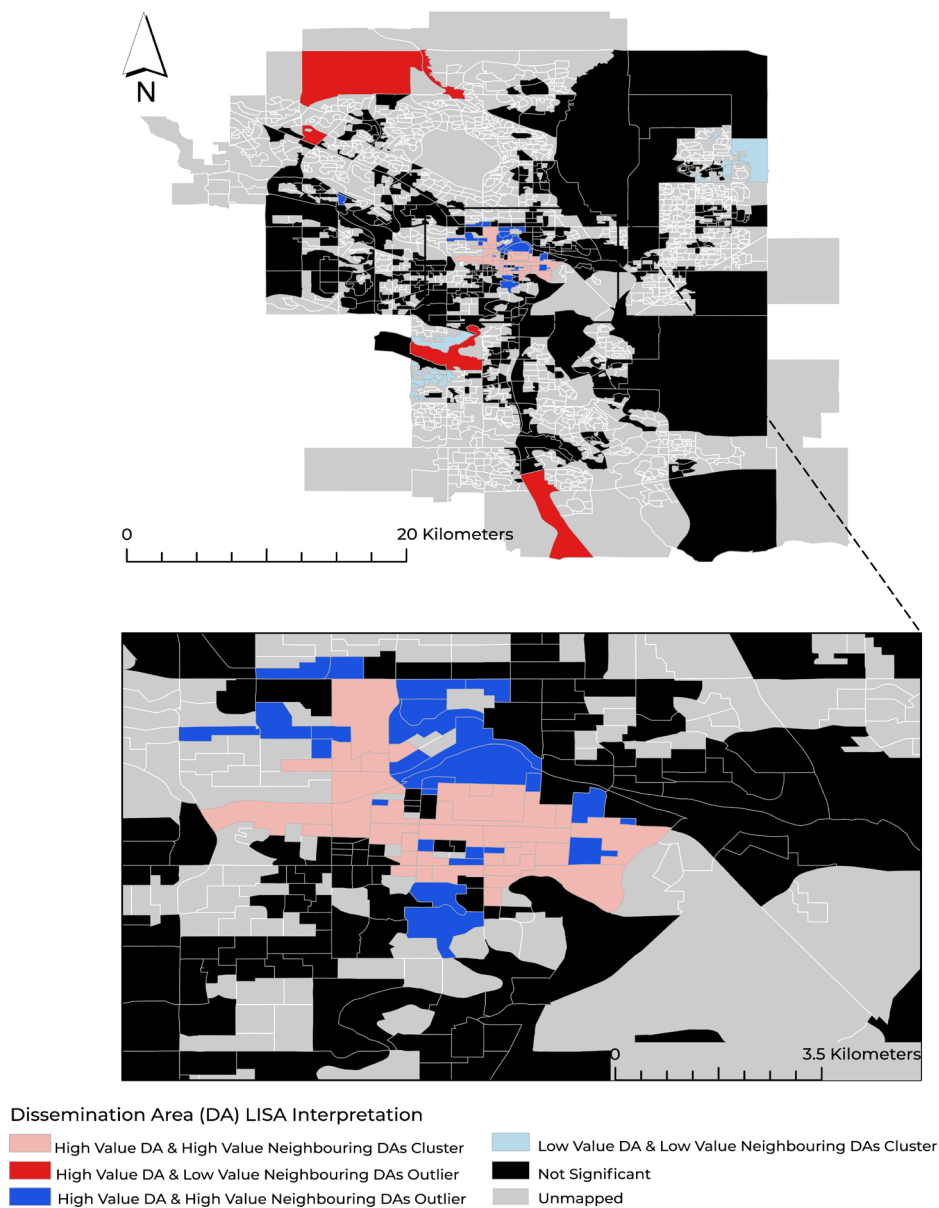 N
0 20 Kilometers
0 3.5 Kilometers
Dissemination Area (DA) LISA Interpretation
High Value DA & High Value Neighbouring DAs Cluster
High Value DA & Low Value Neighbouring DAs Outlier
High Value DA & High Value Neighbouring DAs Outlier
Low Value DA & Low Value Neighbouring DAs Cluster
Not Significant
Unmapped